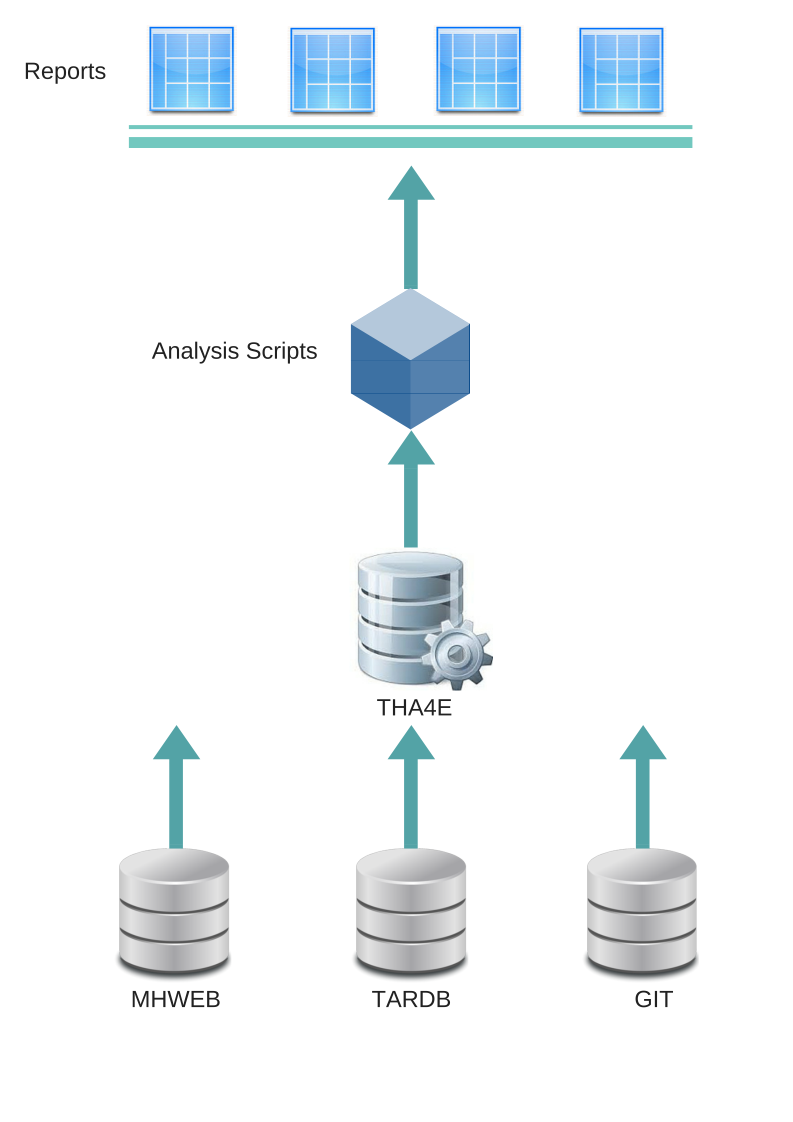 Reports
Analysis Scripts
THA4E
MHWEB
TARDB
GIT